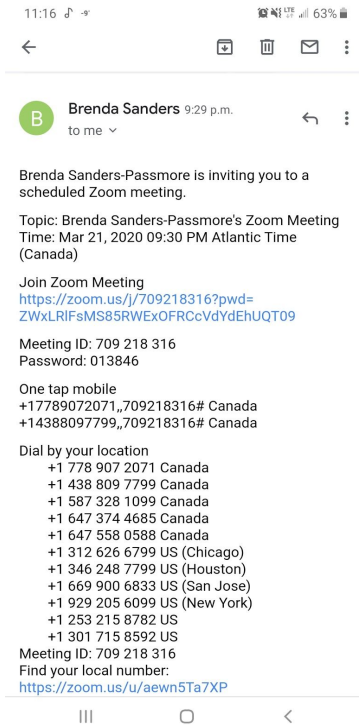 11:16 -9°
LTE 63%
Brenda Sanders 9:29 p.m.
B
to me
Brenda Sanders-Passmore is inviting you to a
scheduled Zoom meeting.
Topic: Brenda Sanders-Passmore's Zoom Meeting
Time: Mar 21, 2020 09:30 PM Atlantic Time
(Canada)
Join Zoom Meeting
https://zoom.us/j/709218316?pwd=
ZWxLRlFsMS85RWExOFRCcVdYdEhUQT09
Meeting ID: 709 218 316
Password: 013846
One tap mobile
+17789072071,,709218316# Canada
+14388097799,,709218316# Canada
Dial by your location
+1 778 907 2071 Canada
+1 438 809 7799 Canada
+1 587 328 1099 Canada
+1 647 374 4685 Canada
+1 647 558 0588 Canada
+1 312 626 6799 US (Chicago)
+1 346 248 7799 US (Houston)
+1 669 900 6833 US (San Jose)
+1 929 205 6099 US (New York)
+1 253 215 8782 US
+1 301 715 8592 US
Meeting ID: 709 218 316
Find your local number:
https://zoom.us/u/aewn5Ta7XP